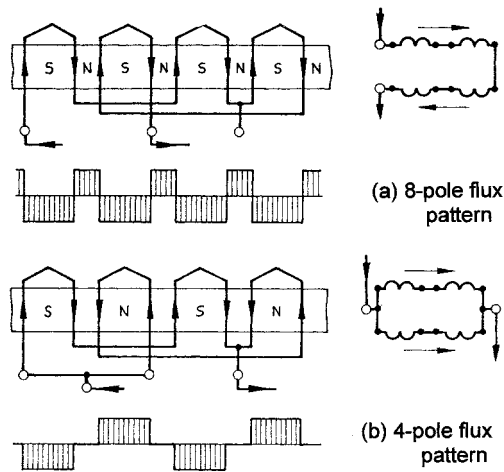 S N S N S N S N
(a) 8-pole flux
pattern
S N S N
(b) 4-pole flux
pattern